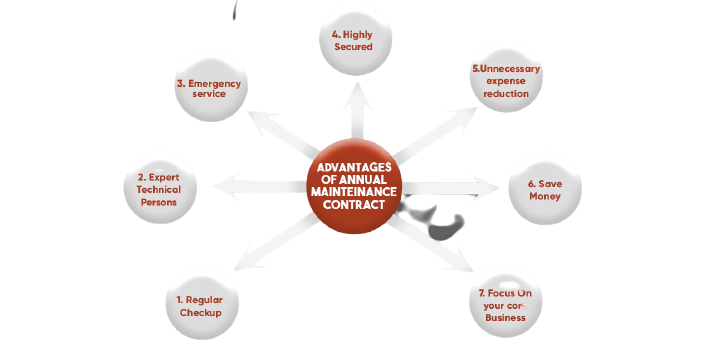 4. Highly
Secured
3. Emergency
service
5.Unnecessary
expense
reduction
ADVANTAGES
OF ANNUAL
MAINTEINANCE
CONTRACT
2. Expert
Technical
Persons
6. Save
Money
1. Regular
Checkup
7. Focus On
your
Business